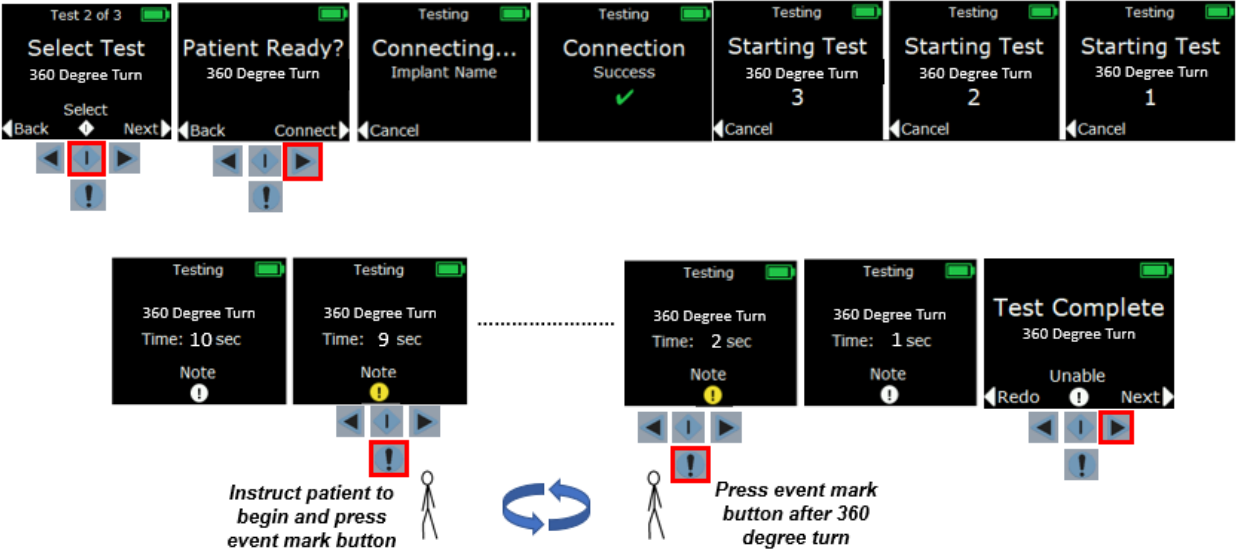 Test 2 of 3
Select Test
360 Degree Turn
Select
Back Next
Patient Ready?
360 Degree Turn
Back Connect
Testing
Connecting...
Implant Name
Cancel
Testing
Connection
Success
Testing
Starting Test
360 Degree Turn
3
Cancel
Testing
Starting Test
360 Degree Turn
2
Cancel
Testing
Starting Test
360 Degree Turn
1
Cancel
Testing
360 Degree Turn
Time: 10 sec
Note
!
Testing
360 Degree Turn
Time: 9 sec
Note
!
Instruct patient to
begin and press
event mark button
Testing
360 Degree Turn
Time: 2 sec
Note
!
Press event mark
button after 360
degree turn
Testing
360 Degree Turn
Time: 1 sec
Note
!
Test Complete
360 Degree Turn
Unable
Redo ! Next